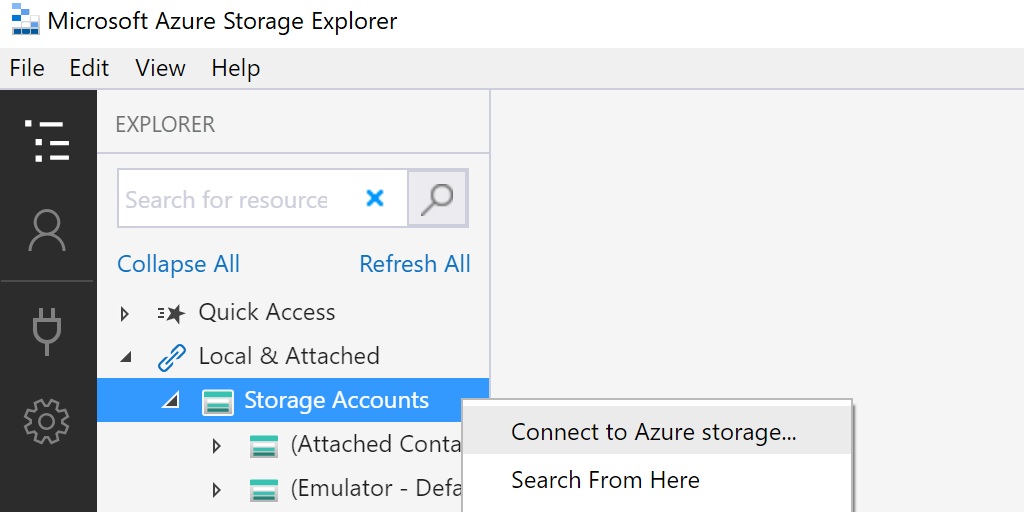 Microsoft Azure Storage Explorer
File Edit View Help
EXPLORER
Search for resource
Collapse All Refresh All
Quick Access
Local & Attached
Storage Accounts
(Attached Conta
(Emulator - Defa
Connect to Azure storage...
Search From Here